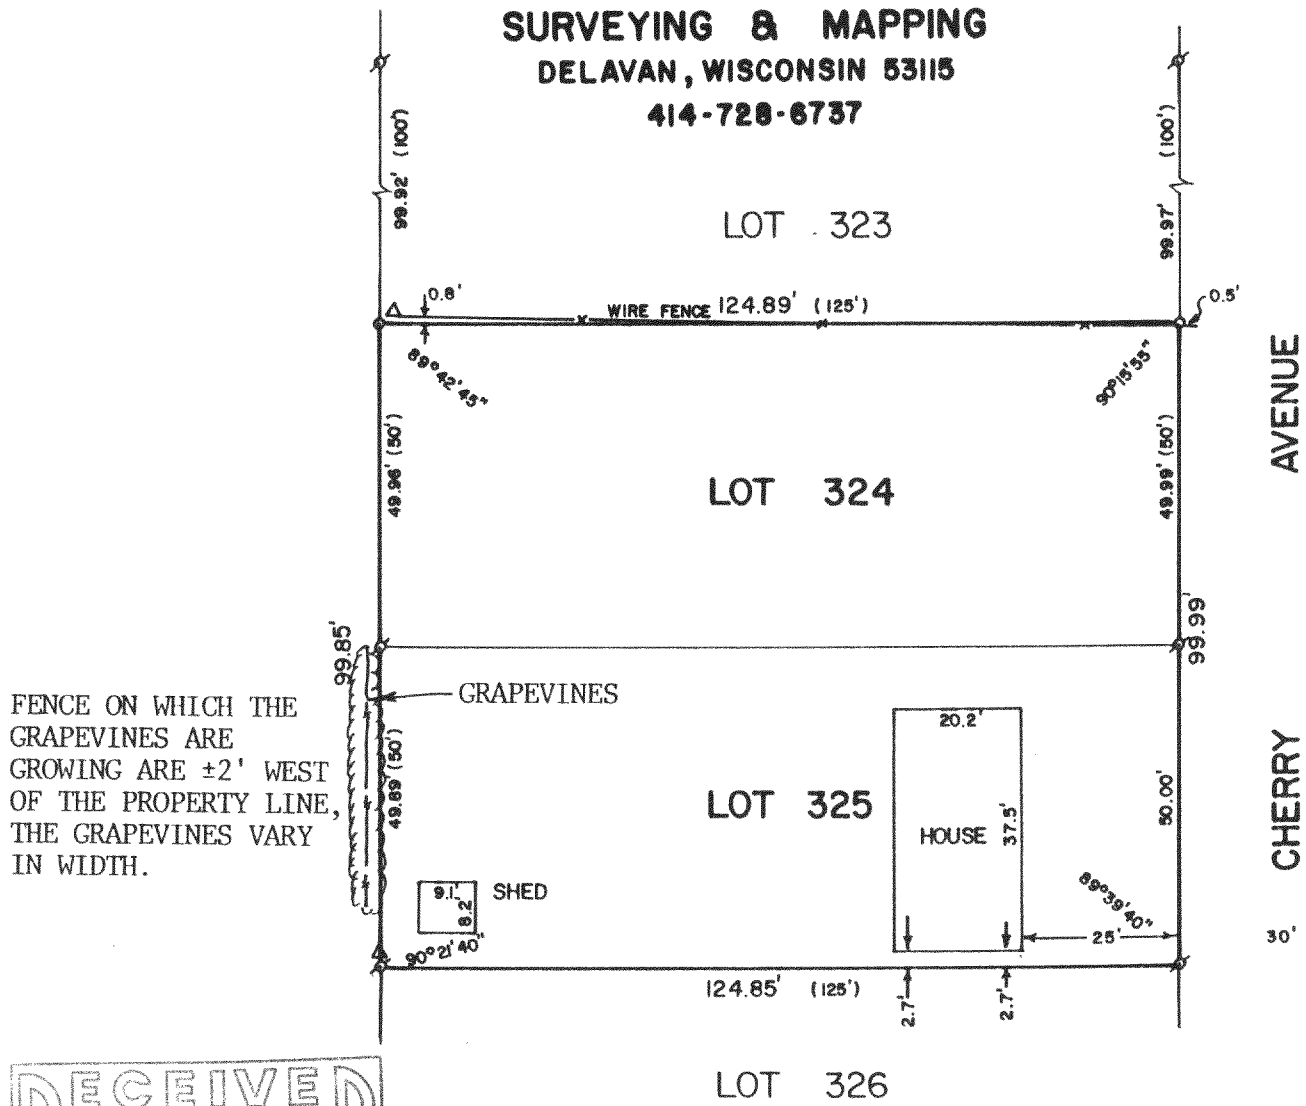 SURVEYING & MAPPING
DELAVAN, WISCONSIN 53115
414-728-6737
99.92' (100')
99.97' (100')
LOT 323
0.8'
WIRE FENCE 124.89' (125')
0.5'
89°42'45"
90°15'55"
AVENUE
49.96' (50')
LOT 324
49.99' (50')
99.85'
99.99'
GRAPEVINES
FENCE ON WHICH THE
GRAPEVINES ARE
GROWING ARE ±2' WEST
OF THE PROPERTY LINE,
THE GRAPEVINES VARY
IN WIDTH.
49.89' (50')
20.2'
LOT 325
HOUSE
37.5'
50.00'
CHERRY
9.1'
8.2'
SHED
89°39'40"
90°21'40"
25'
30'
124.85' (125')
2.7'
2.7'
RECEIVED
LOT 326